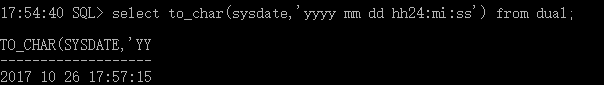 17:54:40 SQL> select to_char(sysdate,'yyyy mm dd hh24:mi:ss') from dual;
TO_CHAR(SYSDATE,'YY
-------------------
2017 10 26 17:57:15